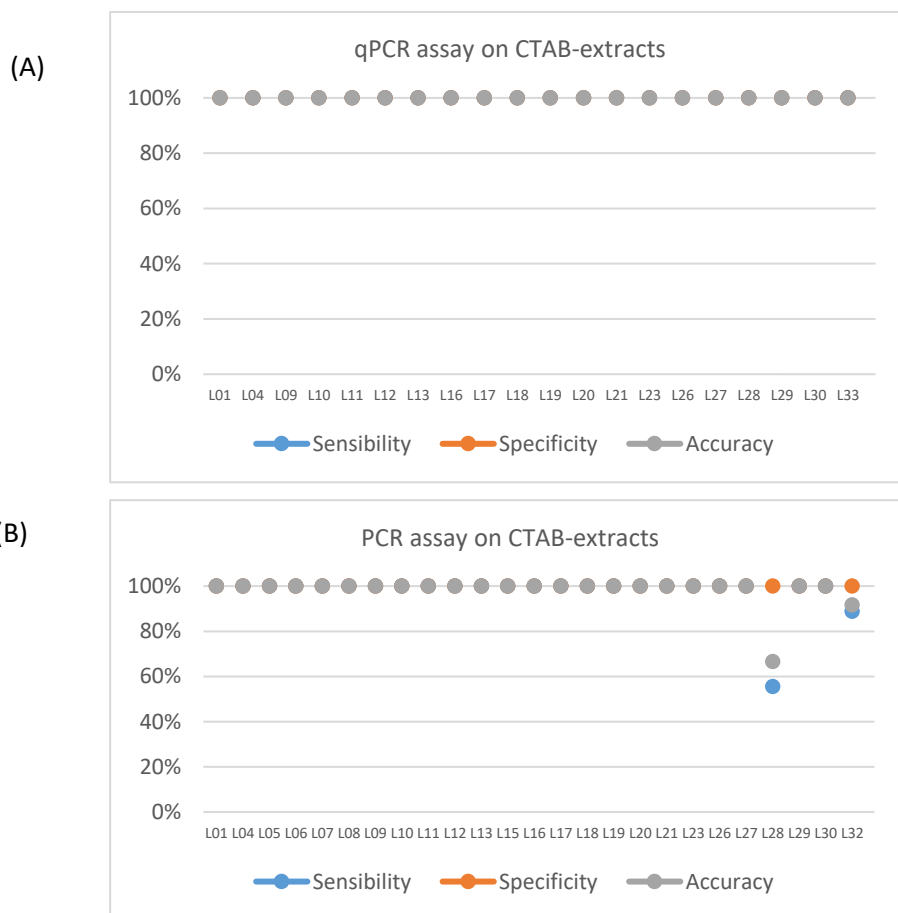 (A)
qPCR assay on CTAB-extracts
100%
80%
60%
40%
20%
0%
L01 L04 L09 L10 L11 L12 L13 L16 L17 L18 L19 L20 L21 L23 L26 L27 L28 L29 L30 L33
Sensibility Specificity Accuracy
(B)
PCR assay on CTAB-extracts
100%
80%
60%
40%
20%
0%
L01 L04 L05 L06 L07 L08 L09 L10 L11 L12 L13 L15 L16 L17 L18 L19 L20 L21 L23 L26 L27 L28 L29 L30 L32
Sensibility Specificity Accuracy